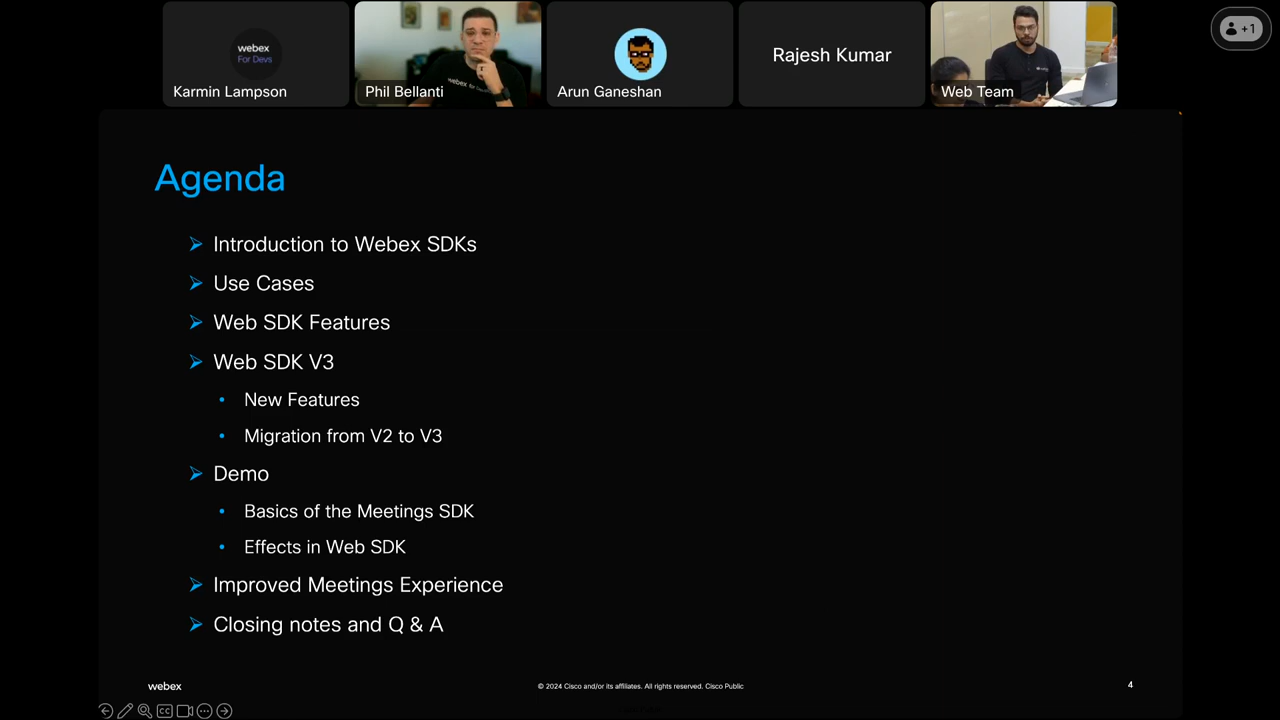 webex
For Devs
Karmin Lampson
Phil Bellanti
Arun Ganeshan
Rajesh Kumar
Web Team
+1
Agenda
Introduction to Webex SDKs
Use Cases
Web SDK Features
Web SDK V3
New Features
Migration from V2 to V3
Demo
Basics of the Meetings SDK
Effects in Web SDK
Improved Meetings Experience
Closing notes and Q & A
webex
© 2024 Cisco and/or its affiliates. All rights reserved. Cisco Public
4
CC